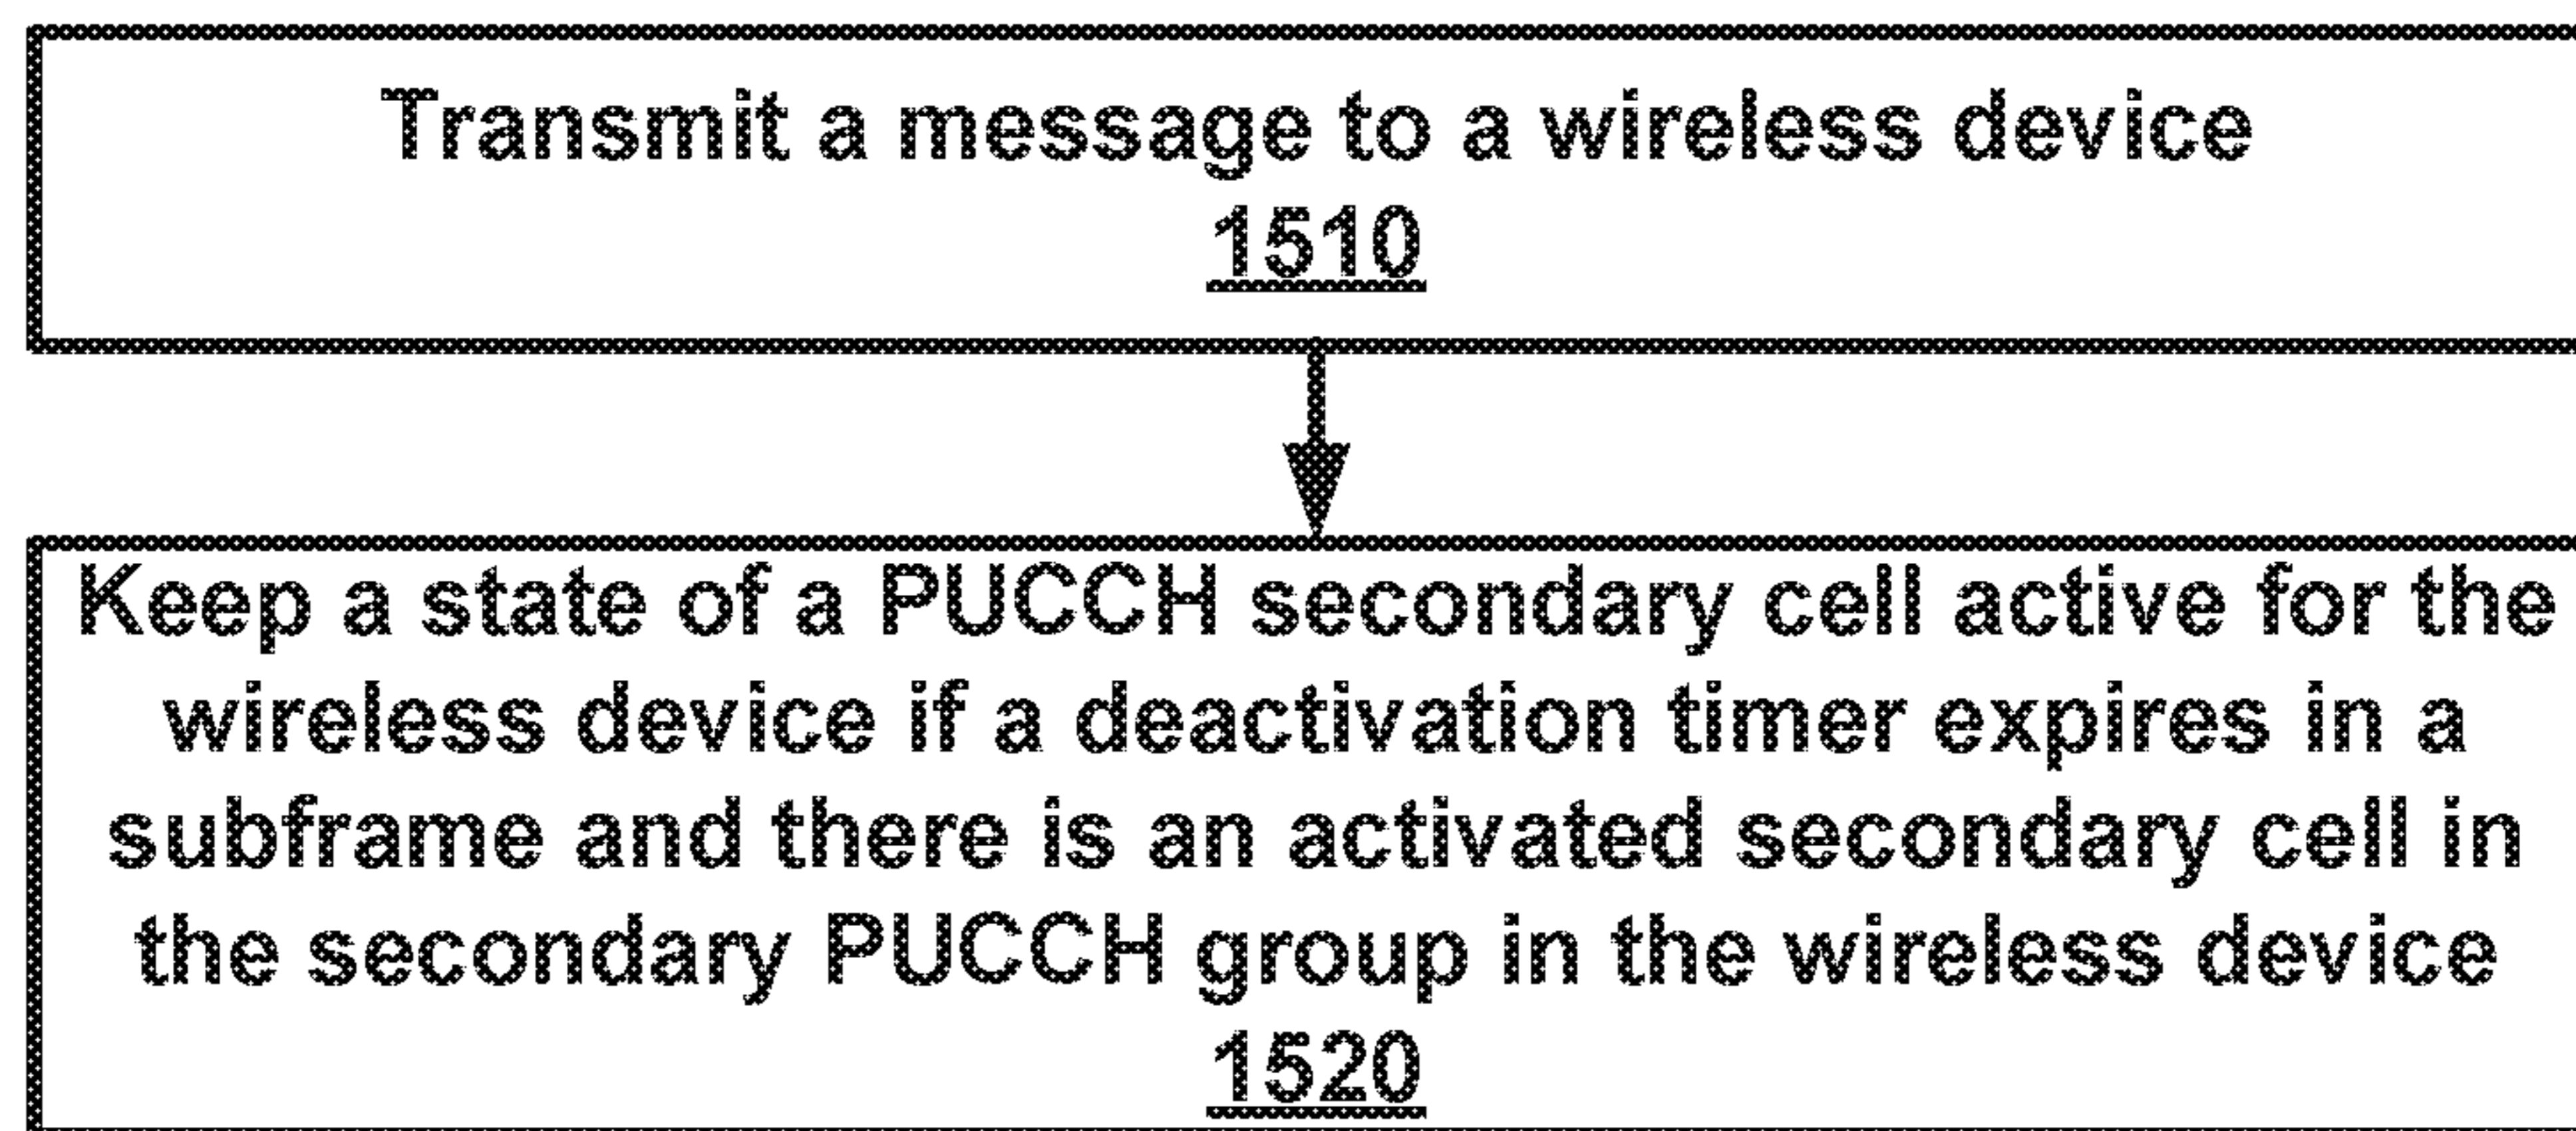 Transmit a message to a wireless device
1510
Keep a state of a PUCCH secondary cell active for the
wireless device if a deactivation timer expires in a
subframe and there is an activated secondary cell in
the secondary PUCCH group in the wireless device
1520